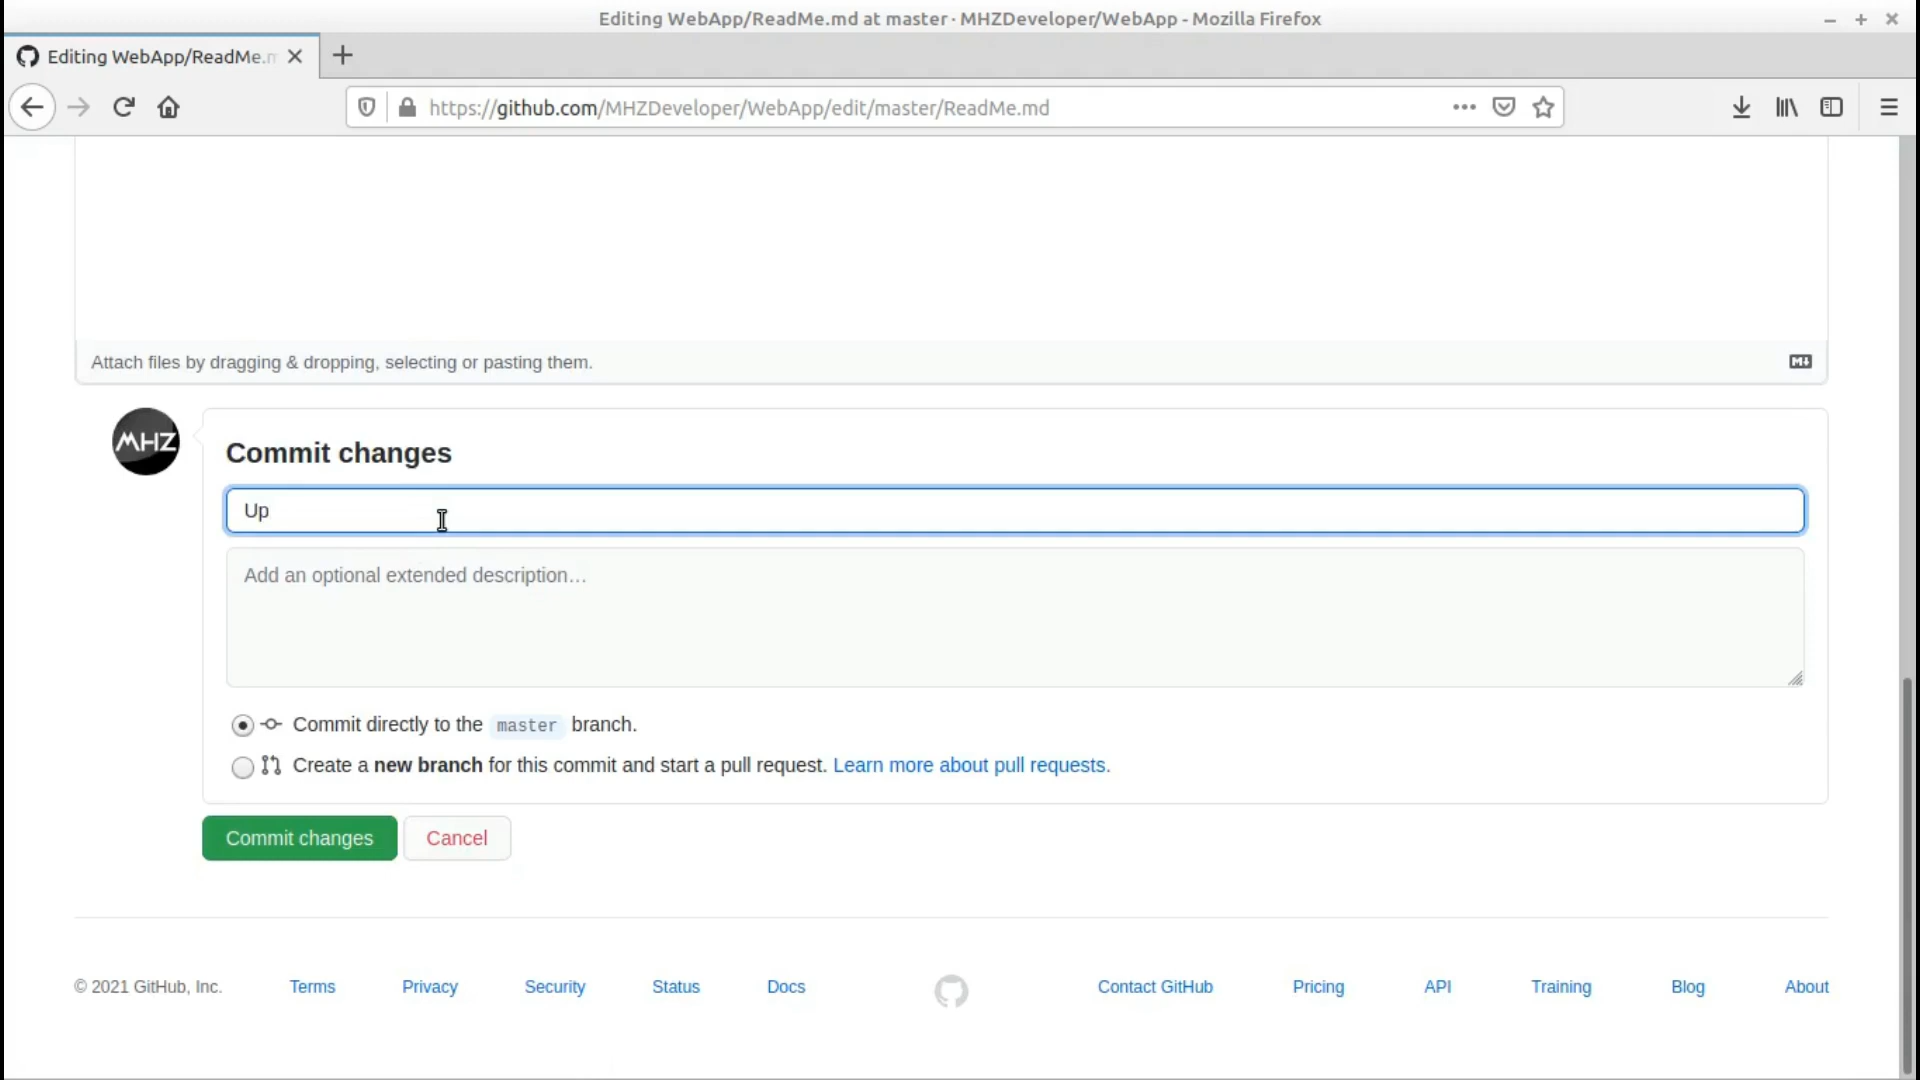 Editing WebApp/ReadMe.md at master · MHZDeveloper/WebApp - Mozilla Firefox
Editing WebApp/ReadMe.m
https://github.com/MHZDeveloper/WebApp/edit/master/ReadMe.md
Attach files by dragging & dropping, selecting or pasting them.
MHZ
Commit changes
Up
Add an optional extended description…
Commit directly to the master branch.
Create a new branch for this commit and start a pull request. Learn more about pull requests.
Commit changes Cancel
© 2021 GitHub, Inc. Terms Privacy Security Status Docs Contact GitHub Pricing API Training Blog About